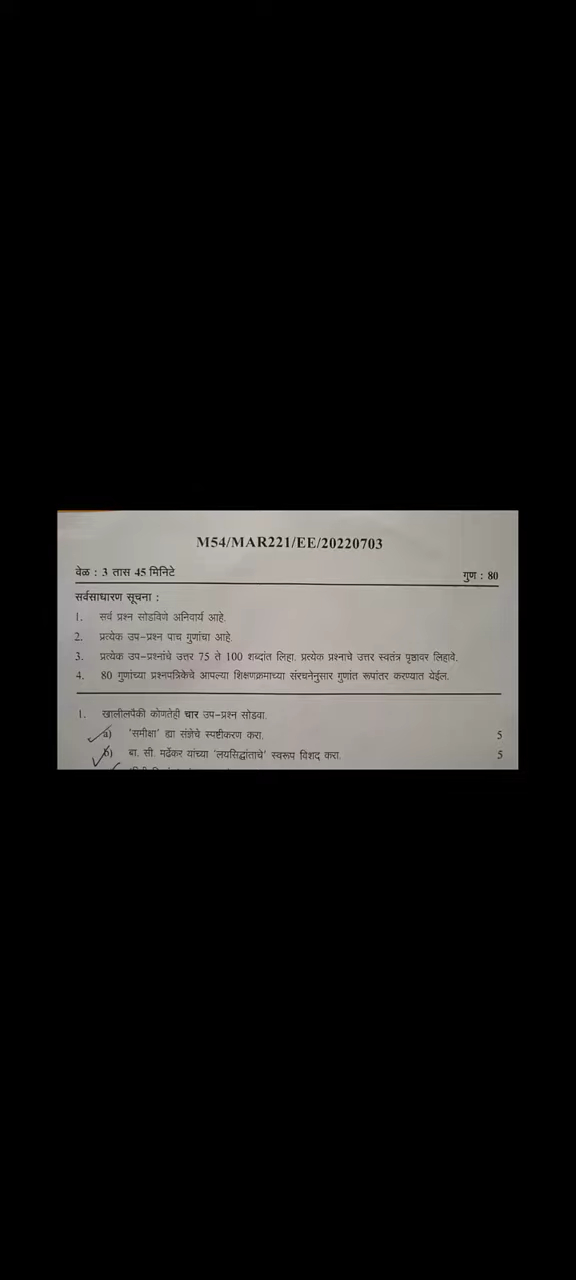 M54/MAR221/EE/20220703
वेळ : 3 तास 45 मिनिटे
गुण : 80
सर्वसाधारण सूचना :
1. सर्व प्रश्न सोडविणे अनिवार्य आहे.
2. प्रत्येक उप-प्रश्न पाच गुणांचा आहे.
3. प्रत्येक उप-प्रश्नांचे उत्तर 75 ते 100 शब्दांत लिहा. प्रत्येक प्रश्नाचे उत्तर स्वतंत्र पृष्ठावर लिहावे.
4. 80 गुणांच्या प्रश्नपत्रिकेचे आपल्या शिक्षणक्रमाच्या संरचनेनुसार गुणांत रूपांतर करण्यात येईल.
1. खालीलपैकी कोणतेही चार उप-प्रश्न सोडवा.
a) 'समीक्षा' ह्या संज्ञेचे स्पष्टीकरण करा. 5
b) बा. सी. मर्ढेकर यांच्या 'लयसिद्धांताचे' स्वरूप विशद करा. 5